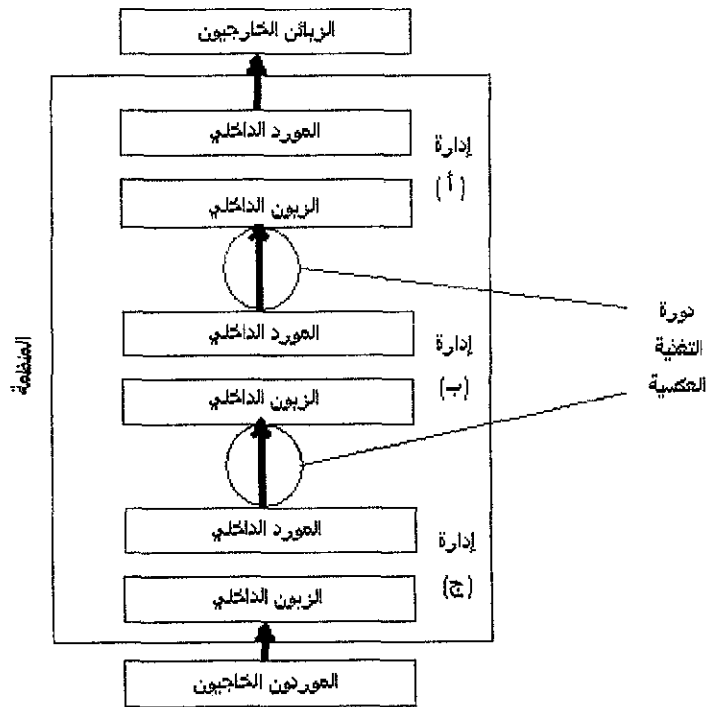 الزبائن الخارجيون
المورد الداخلي
إدارة
(أ)
الزبون الداخلي
المورد الداخلي
إدارة
(ب)
الزبون الداخلي
دورة
التغذية
العكسية
المنظمة
المورد الداخلي
إدارة
(ج)
الزبون الداخلي
الموردون الخاجيون